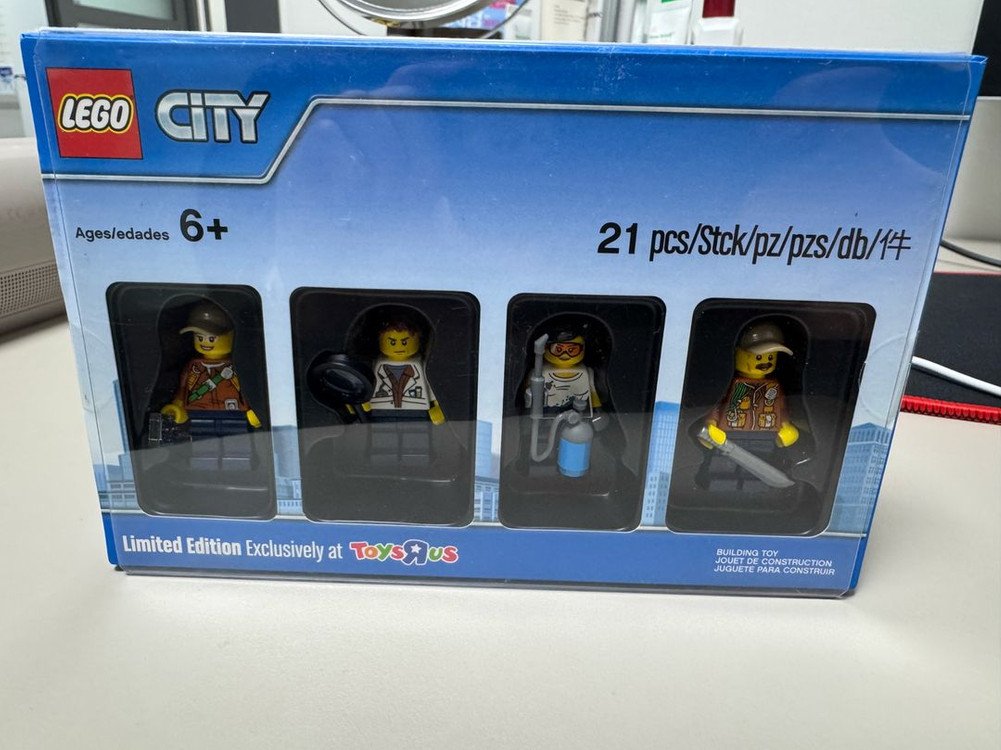 LEGO CITY
Ages/edades 6+
21 pcs/Stck/pz/pzs/db/件
Limited Edition Exclusively at ToysRUs
BUILDING TOY
JOUET DE CONSTRUCTION
JUGUETE PARA CONSTRUIR